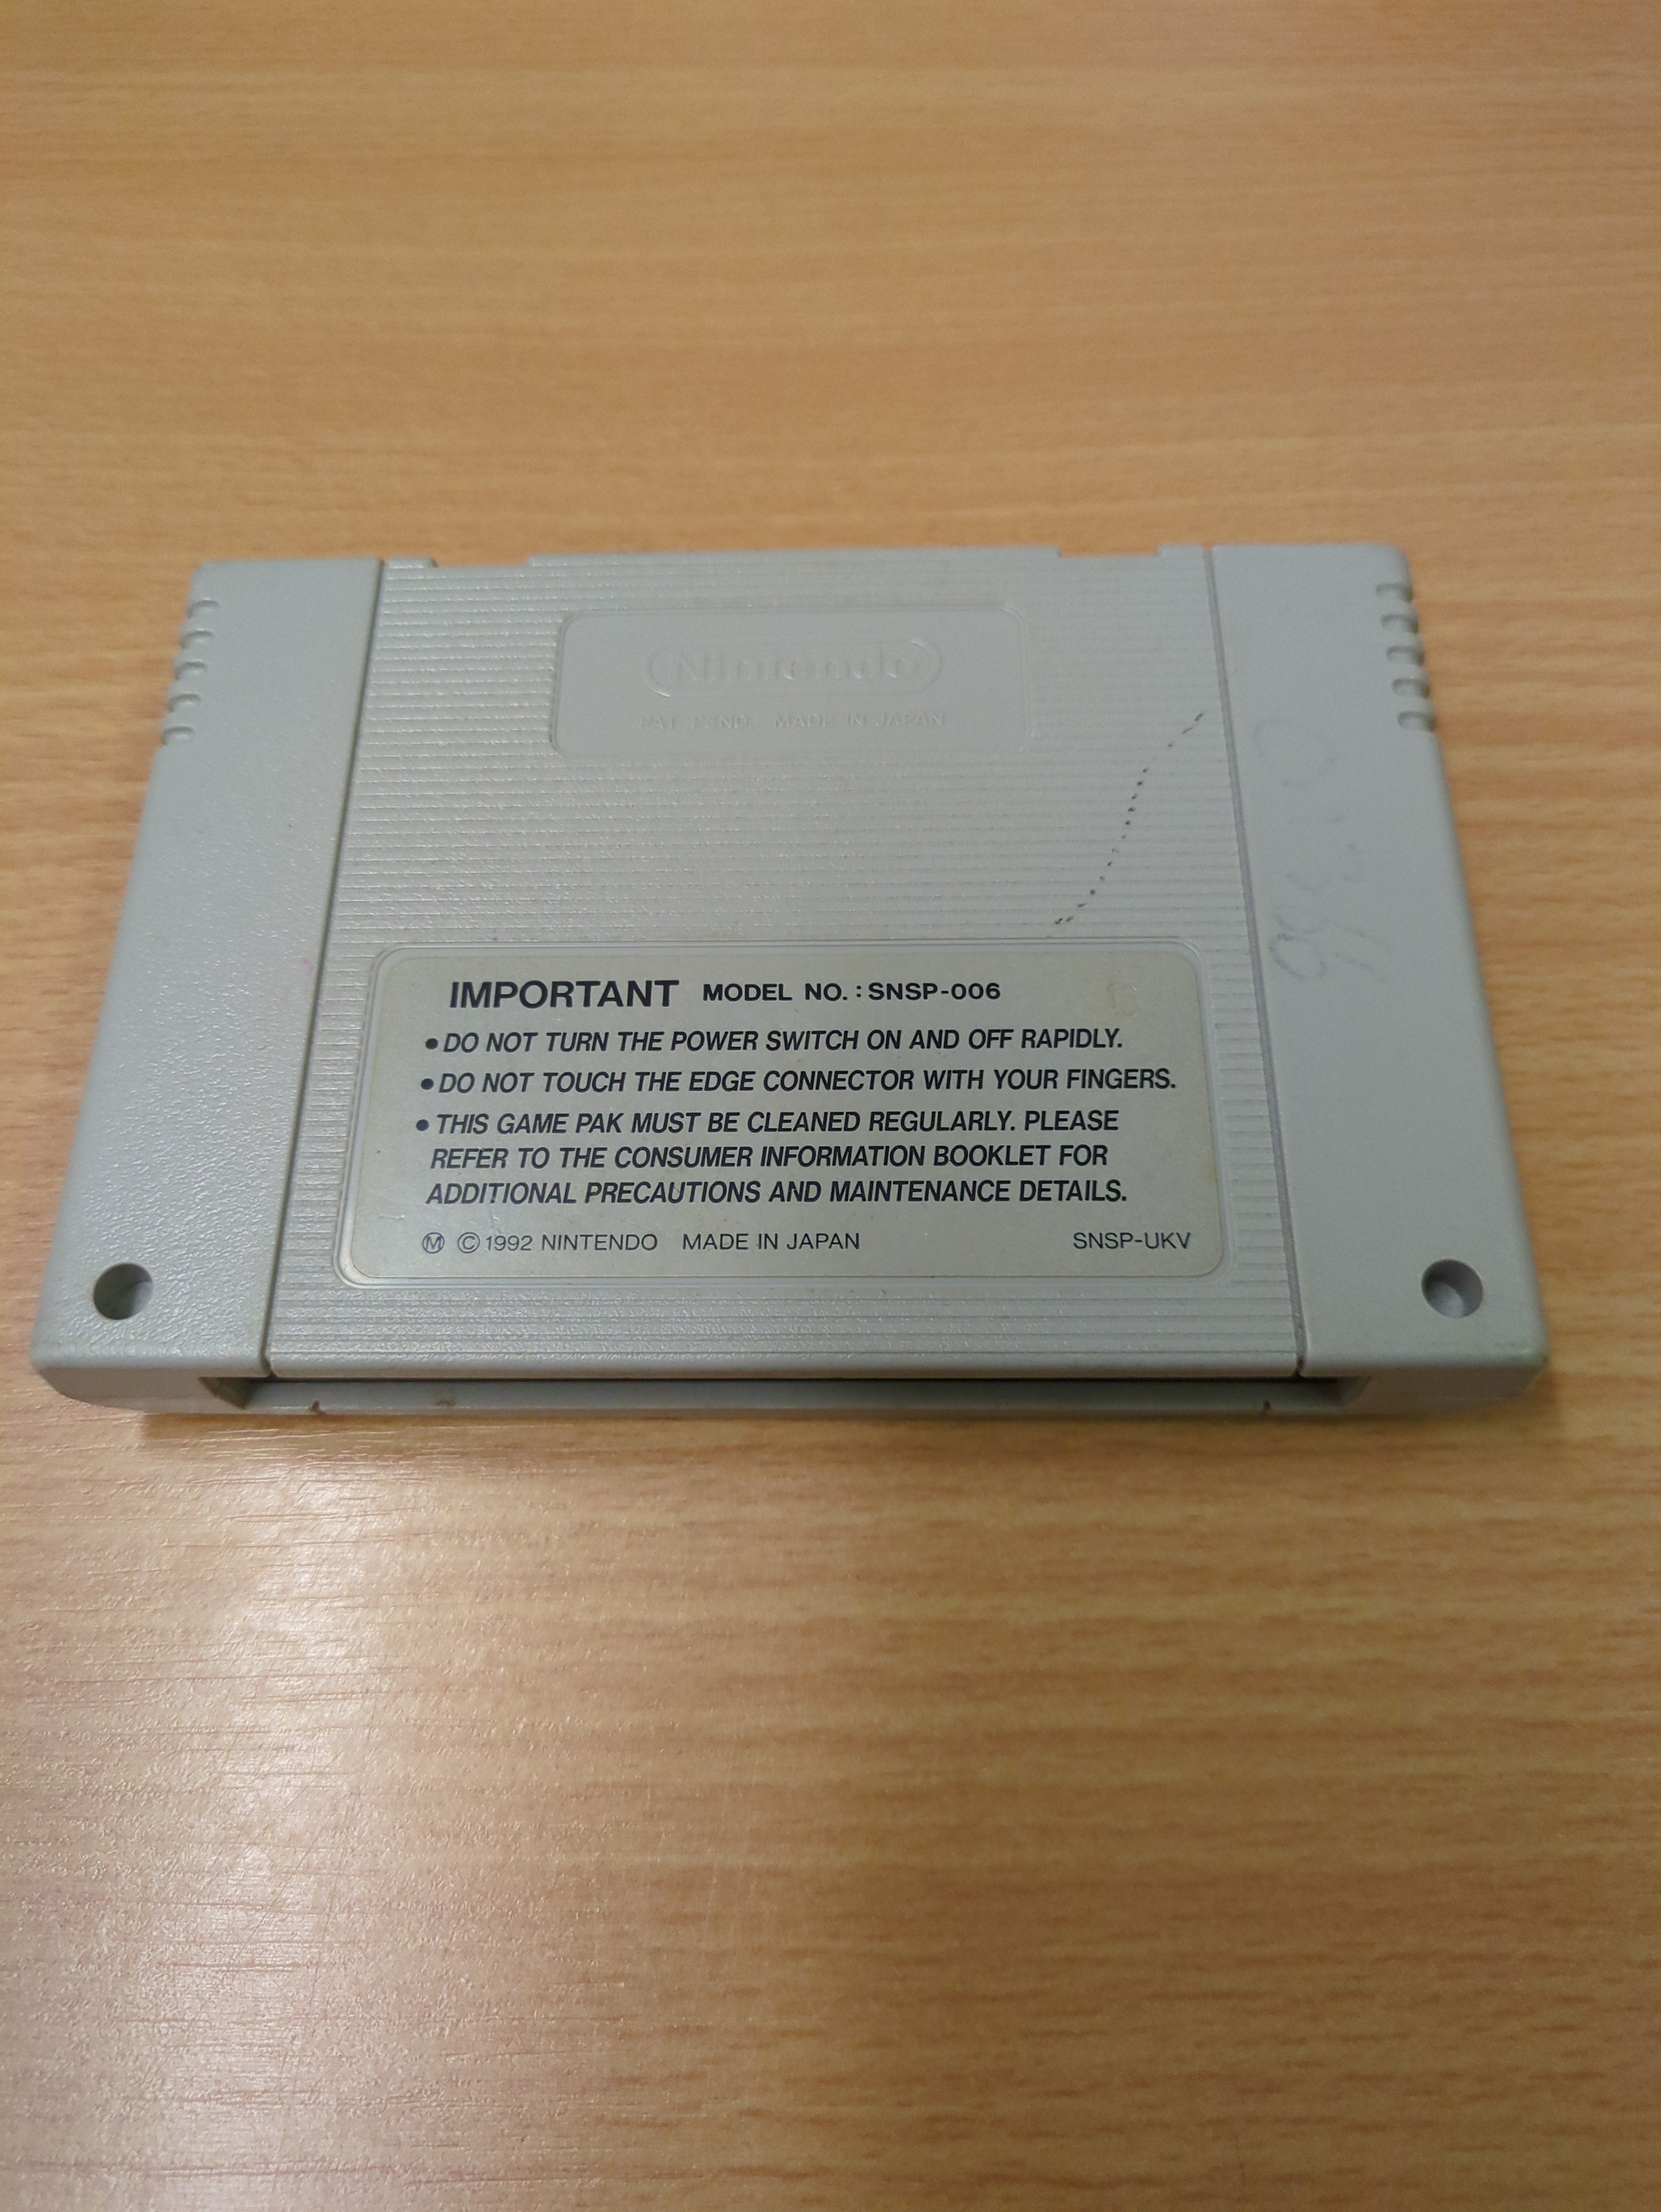 Nintendo
PAT. PEND. MADE IN JAPAN
IMPORTANT MODEL NO.: SNSP-006
●DO NOT TURN THE POWER SWITCH ON AND OFF RAPIDLY.
●DO NOT TOUCH THE EDGE CONNECTOR WITH YOUR FINGERS.
●THIS GAME PAK MUST BE CLEANED REGULARLY. PLEASE
REFER TO THE CONSUMER INFORMATION BOOKLET FOR
ADDITIONAL PRECAUTIONS AND MAINTENANCE DETAILS.
Ⓜ ©1992 NINTENDO MADE IN JAPAN SNSP-UKV